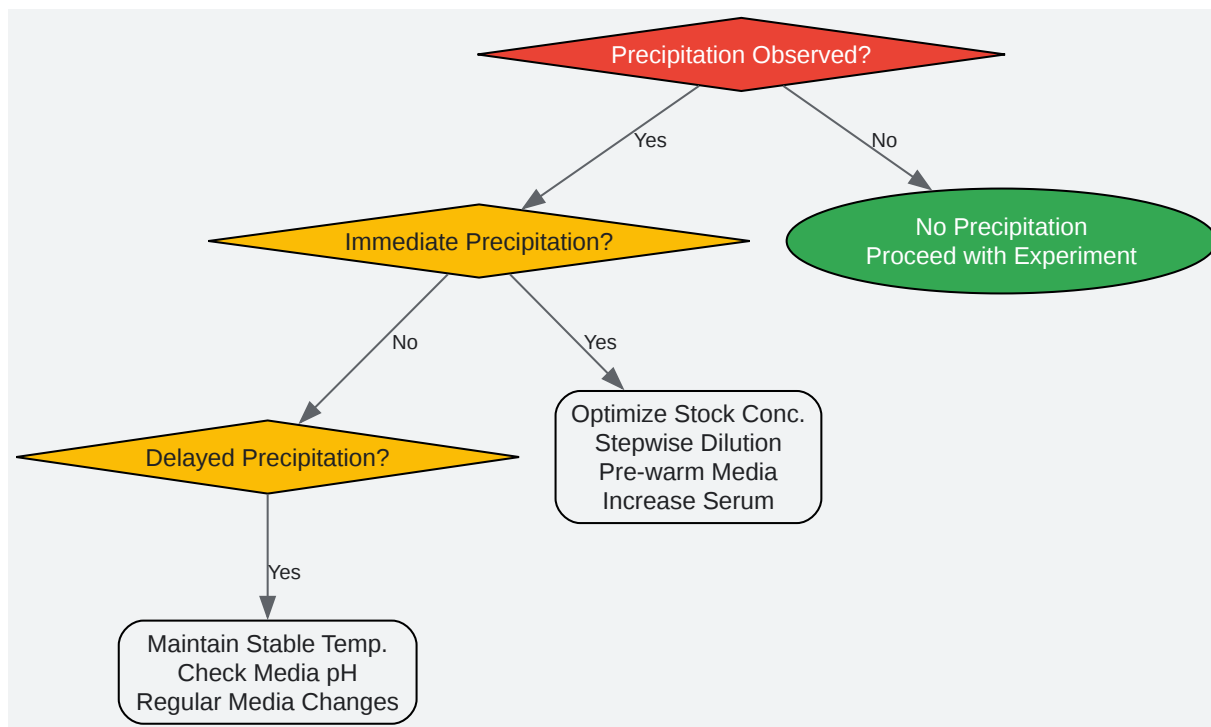 Precipitation Observed?
Yes
No
Immediate Precipitation?
No Precipitation
Proceed with Experiment
No
Yes
Delayed Precipitation?
Optimize Stock Conc.
Stepwise Dilution
Pre-warm Media
Increase Serum
Yes
Maintain Stable Temp.
Check Media pH
Regular Media Changes